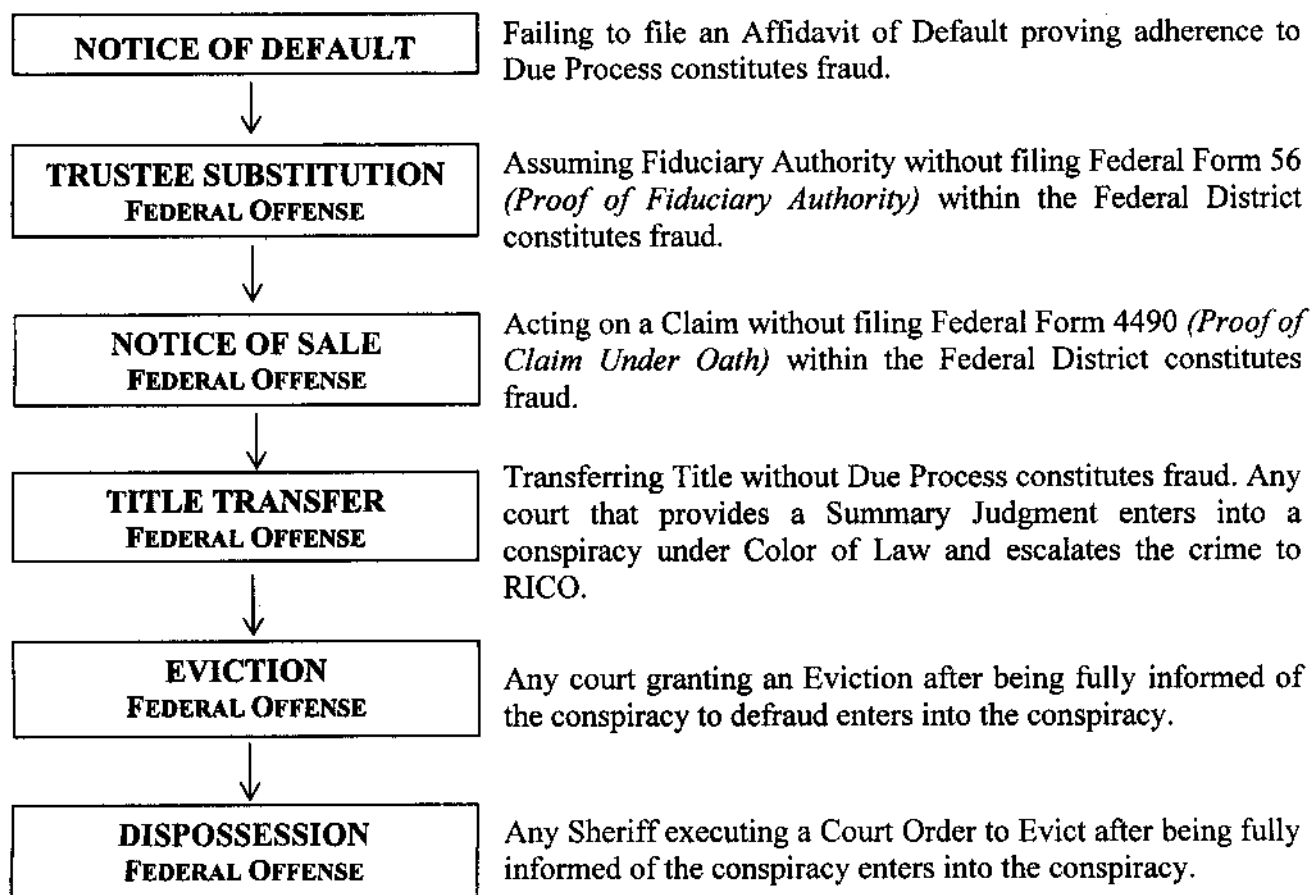 NOTICE OF DEFAULT
Failing to file an Affidavit of Default proving adherence to
Due Process constitutes fraud.
TRUSTEE SUBSTITUTION
FEDERAL OFFENSE
Assuming Fiduciary Authority without filing Federal Form 56
(Proof of Fiduciary Authority) within the Federal District
constitutes fraud.
NOTICE OF SALE
FEDERAL OFFENSE
Acting on a Claim without filing Federal Form 4490 (Proof of
Claim Under Oath) within the Federal District constitutes
fraud.
TITLE TRANSFER
FEDERAL OFFENSE
Transferring Title without Due Process constitutes fraud. Any
court that provides a Summary Judgment enters into a
conspiracy under Color of Law and escalates the crime to
RICO.
EVICTION
FEDERAL OFFENSE
Any court granting an Eviction after being fully informed of
the conspiracy to defraud enters into the conspiracy.
DISPOSSESSION
FEDERAL OFFENSE
Any Sheriff executing a Court Order to Evict after being fully
informed of the conspiracy enters into the conspiracy.